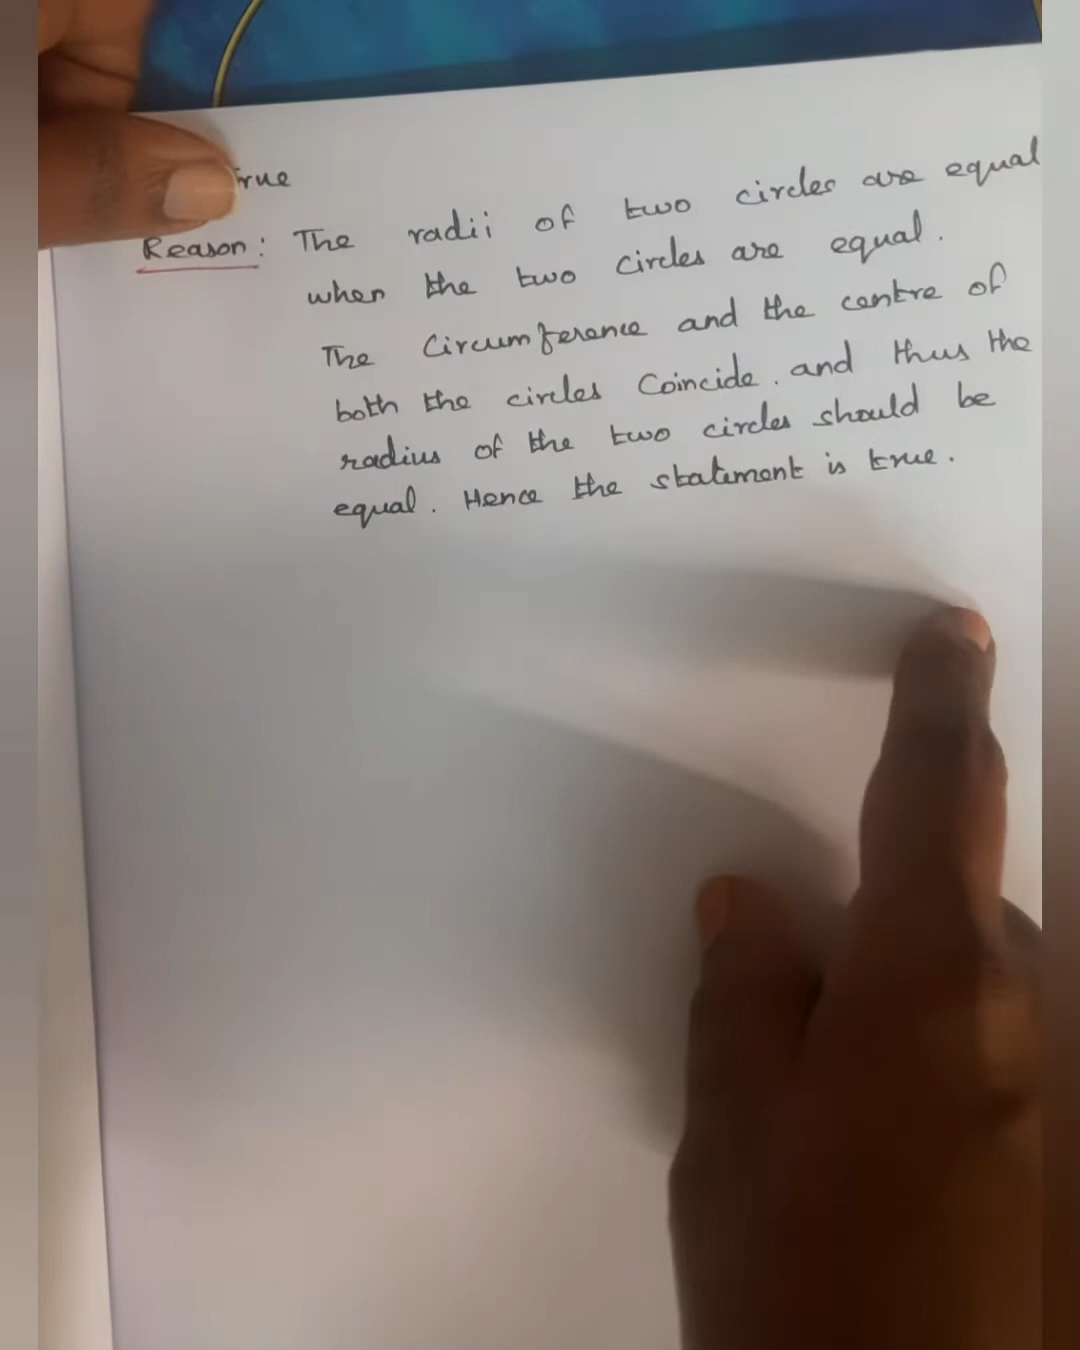 True
Reason: The radii of two circles are equal
when the two circles are equal.
The Circumference and the centre of
both the circles Coincide. and thus the
radius of the two circles should be
equal. Hence the statement is true.